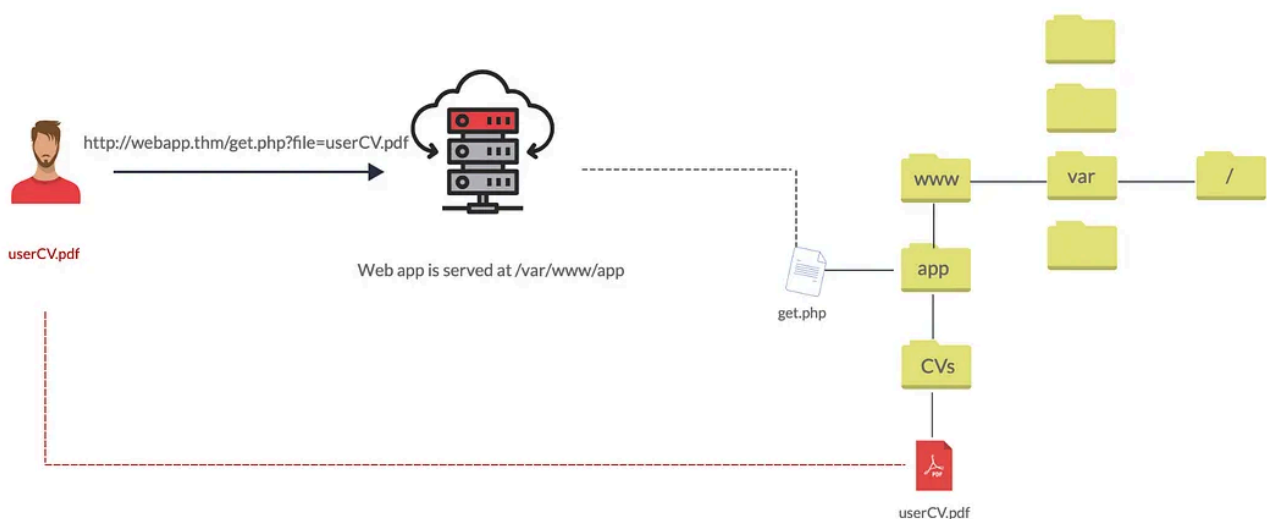 http://webapp.thm/get.php?file=userCV.pdf
www
var
/
userCV.pdf
Web app is served at /var/www/app
app
get.php
CVs
PDF
userCV.pdf